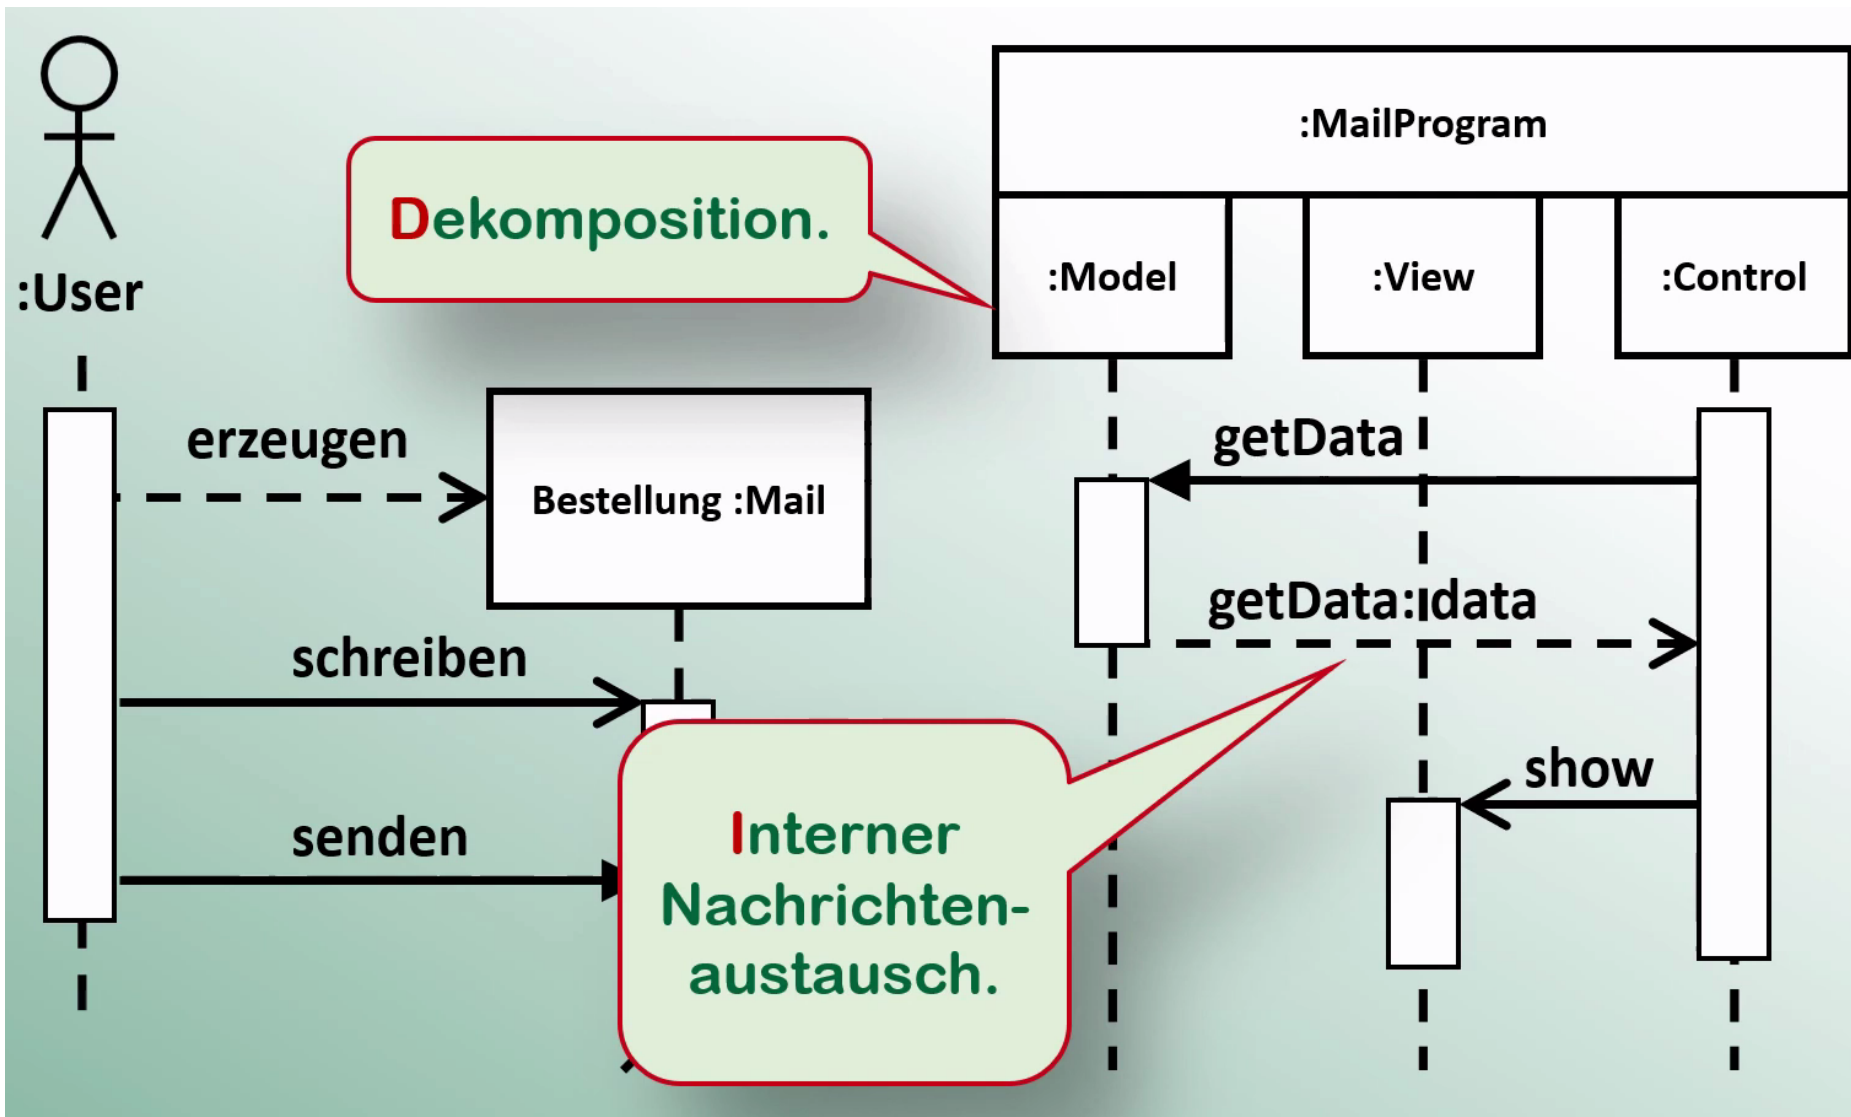 :User
:MailProgram
Dekomposition.
:Model
:View
:Control
erzeugen
Bestellung :Mail
getData
schreiben
getData: data
senden
show
Interner
Nachrichten-
austausch.